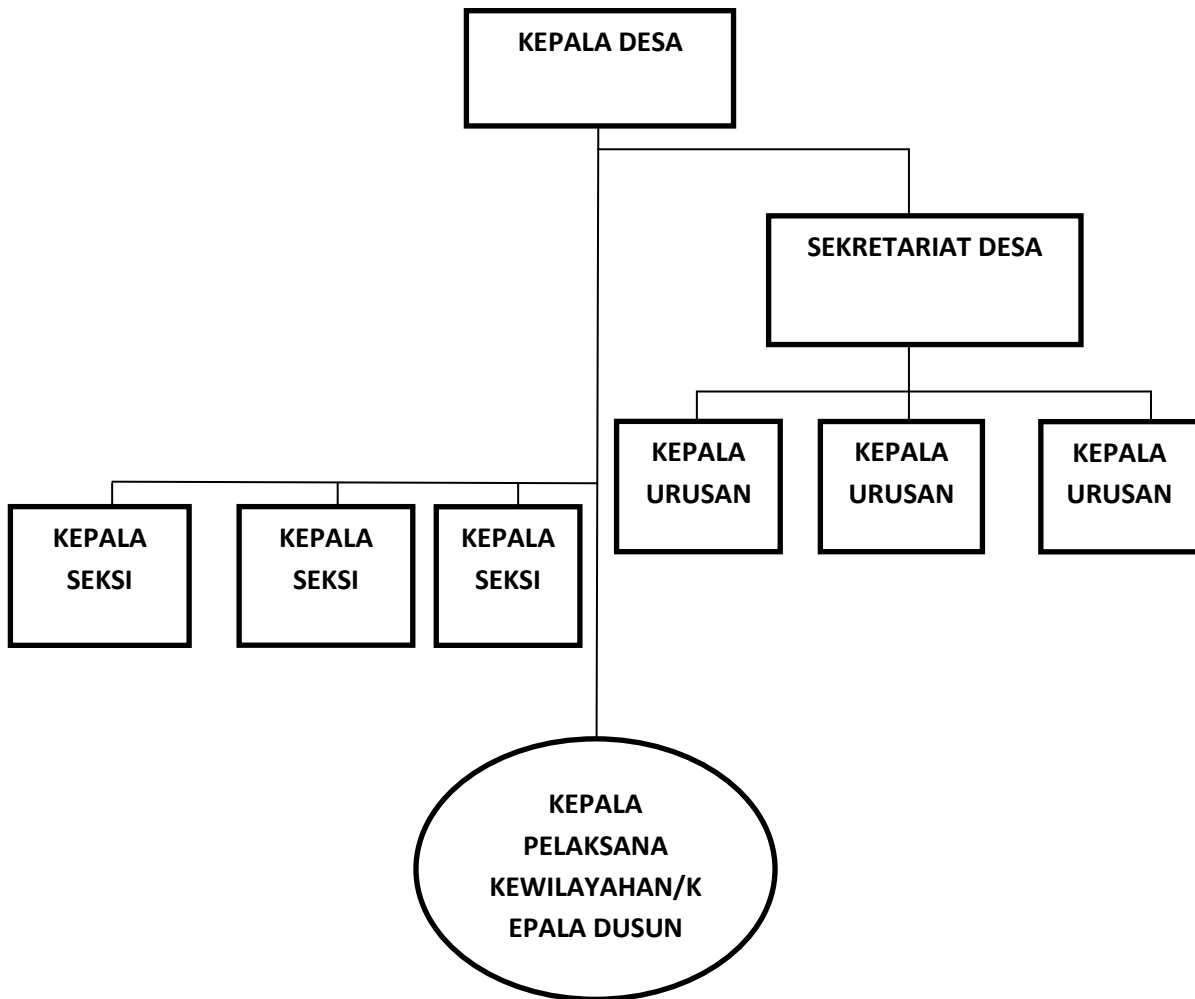 KEPALA DESA
SEKRETARIAT DESA
KEPALA
URUSAN
KEPALA
URUSAN
KEPALA
URUSAN
KEPALA
SEKSI
KEPALA
SEKSI
KEPALA
SEKSI
KEPALA
PELAKSANA
KEWILAYAHAN/K
EPALA DUSUN